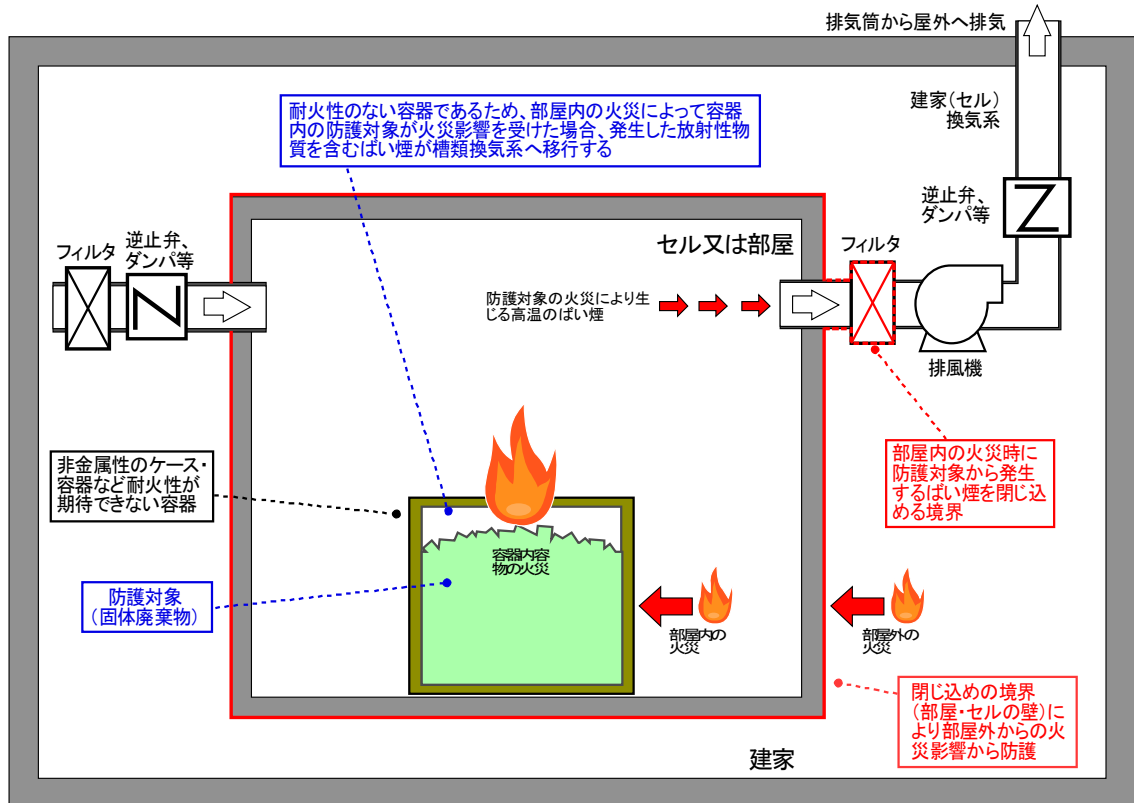 排気筒から屋外へ排気
建家(セル)
換気系
逆止弁、
ダンパ等
耐火性のない容器であるため、部屋内の火災によって容器
内の防護対象が火災影響を受けた場合、発生した放射性物
質を含むばい煙が槽類換気系へ移行する
フィルタ
逆止弁、
ダンパ等
セル又は部屋
フィルタ
防護対象の火災により生
じる高温のばい煙
排風機
非金属性のケース・
容器など耐火性が
期待できない容器
部屋内の火災時に
防護対象から発生
するばい煙を閉じ込
める境界
容器内容
物の火災
防護対象
(固体廃棄物)
部屋内の
火災
部屋外の
火災
閉じ込めの境界
(部屋・セルの壁)に
より部屋外からの火
災影響から防護
建家